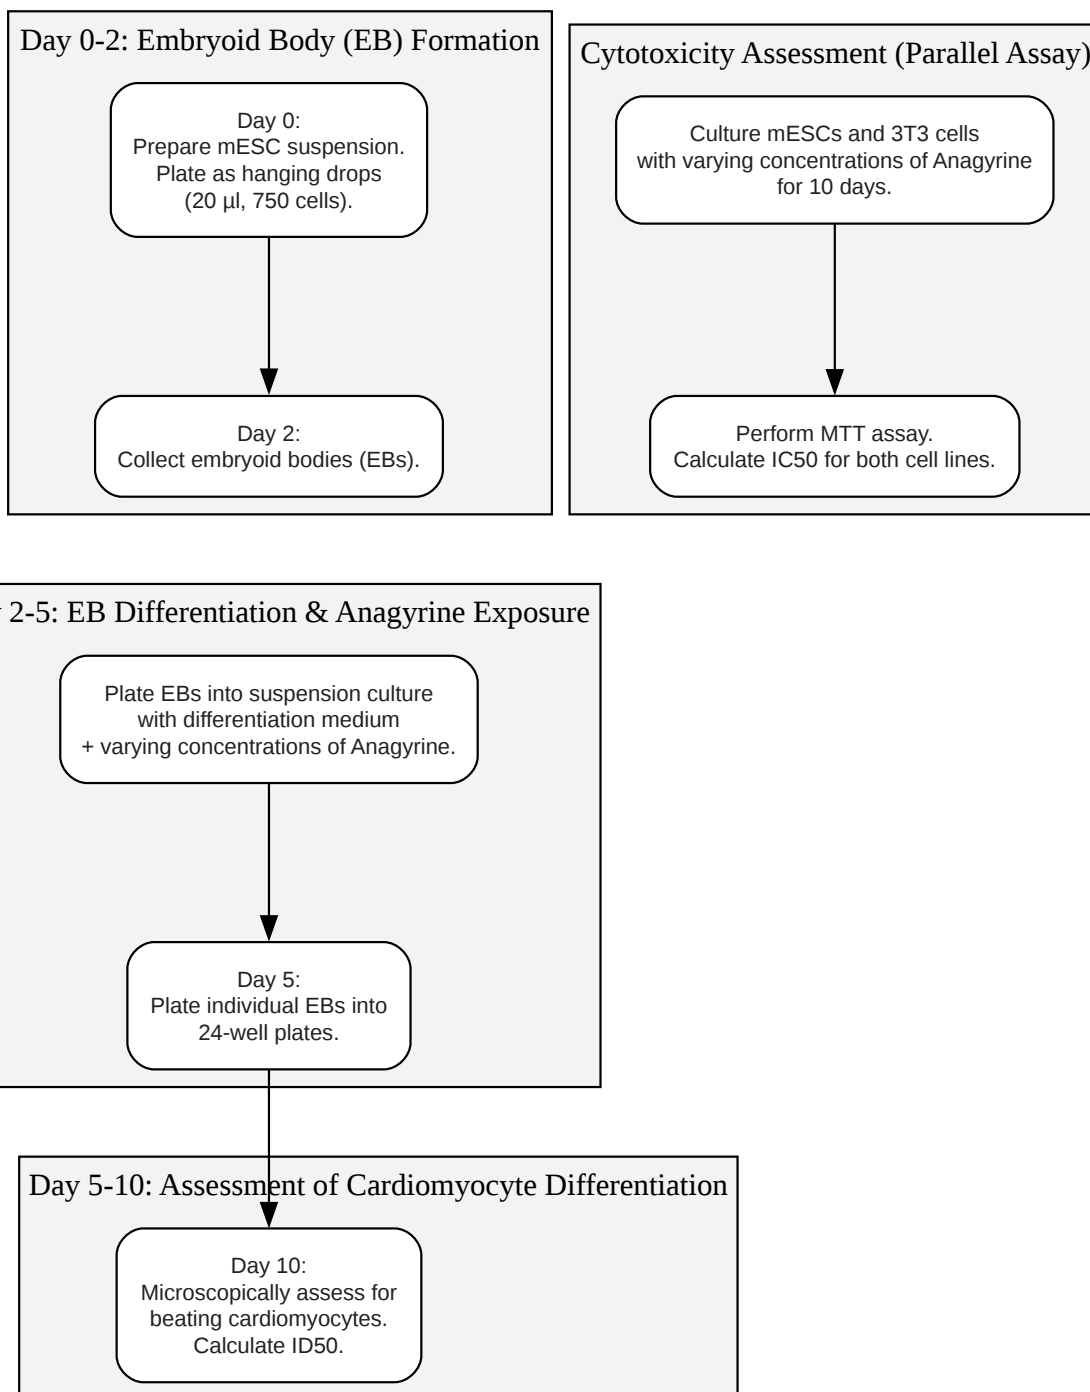 Day 0-2: Embryoid Body (EB) Formation
Day 0:
Prepare mESC suspension.
Plate as hanging drops
(20 µl, 750 cells).
Day 2:
Collect embryoid bodies (EBs).
Cytotoxicity Assessment (Parallel Assay)
Culture mESCs and 3T3 cells
with varying concentrations of Anagyrine
for 10 days.
Perform MTT assay.
Calculate IC50 for both cell lines.
2-5: EB Differentiation & Anagyrine Exposure
Plate EBs into suspension culture
with differentiation medium
+ varying concentrations of Anagyrine.
Day 5:
Plate individual EBs into
24-well plates.
Day 5-10: Assessment of Cardiomyocyte Differentiation
Day 10:
Microscopically assess for
beating cardiomyocytes.
Calculate ID50.